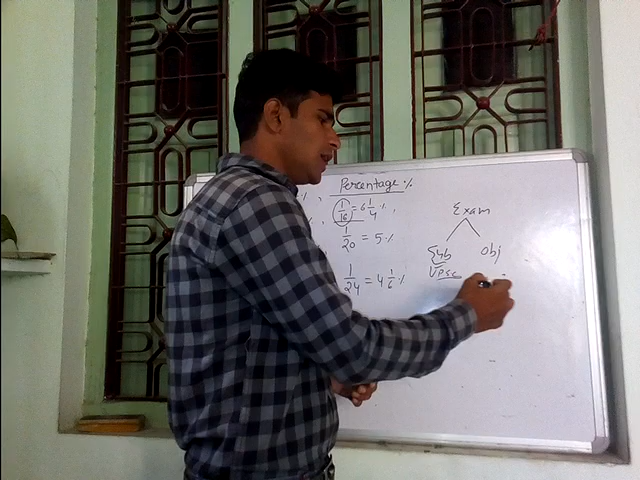 Percentage %
%, 1/16 = 6 1/4 %,
%, 1/20 = 5 %
1/24 = 4 1/6 %
Exam
Sub obj
UPSC